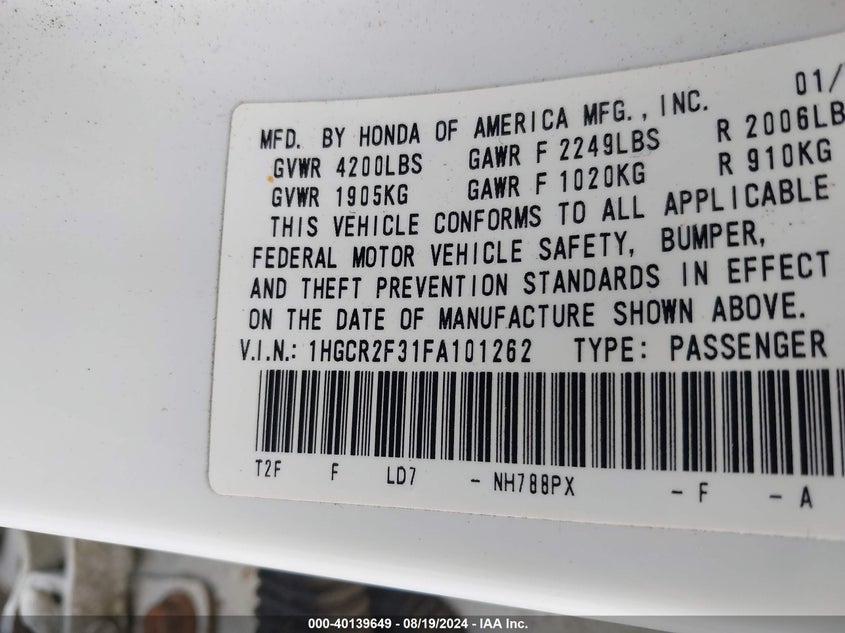 01/
MFD. BY HONDA OF AMERICA MFG., INC.
GVWR 4200LBS GAWR F 2249LBS R 2006LB
GVWR 1905KG GAWR F 1020KG R 910KG
THIS VEHICLE CONFORMS TO ALL APPLICABLE
FEDERAL MOTOR VEHICLE SAFETY, BUMPER,
AND THEFT PREVENTION STANDARDS IN EFFECT
ON THE DATE OF MANUFACTURE SHOWN ABOVE.
V.I.N.: 1HGCR2F31FA101262 TYPE: PASSENGER
T2F F LD7 - NH788PX - F - A
000-40139649 - 08/19/2024 - IAA Inc.